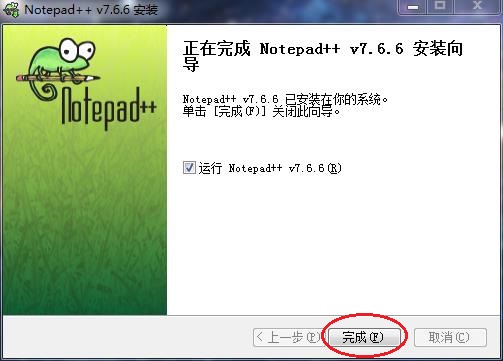 Notepad++ v7.6.6 安装
Notepad++
正在完成 Notepad++ v7.6.6 安装向
导
Notepad++ v7.6.6 已安装在你的系统。
单击 [完成(F)] 关闭此向导。
运行 Notepad++ v7.6.6(R)
< 上一步(P)
完成(F)
取消(C)